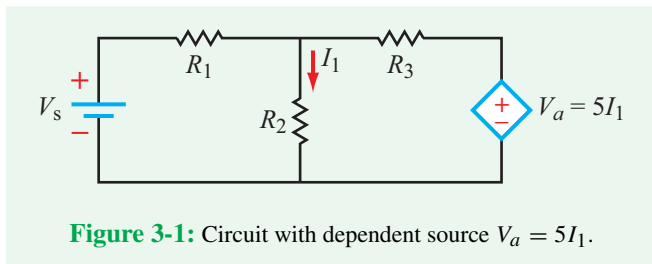 R₁
I₁
R₃
+
Vₛ
−
R₂
+
−
Vₐ = 5I₁
Figure 3-1: Circuit with dependent source Vₐ = 5I₁.